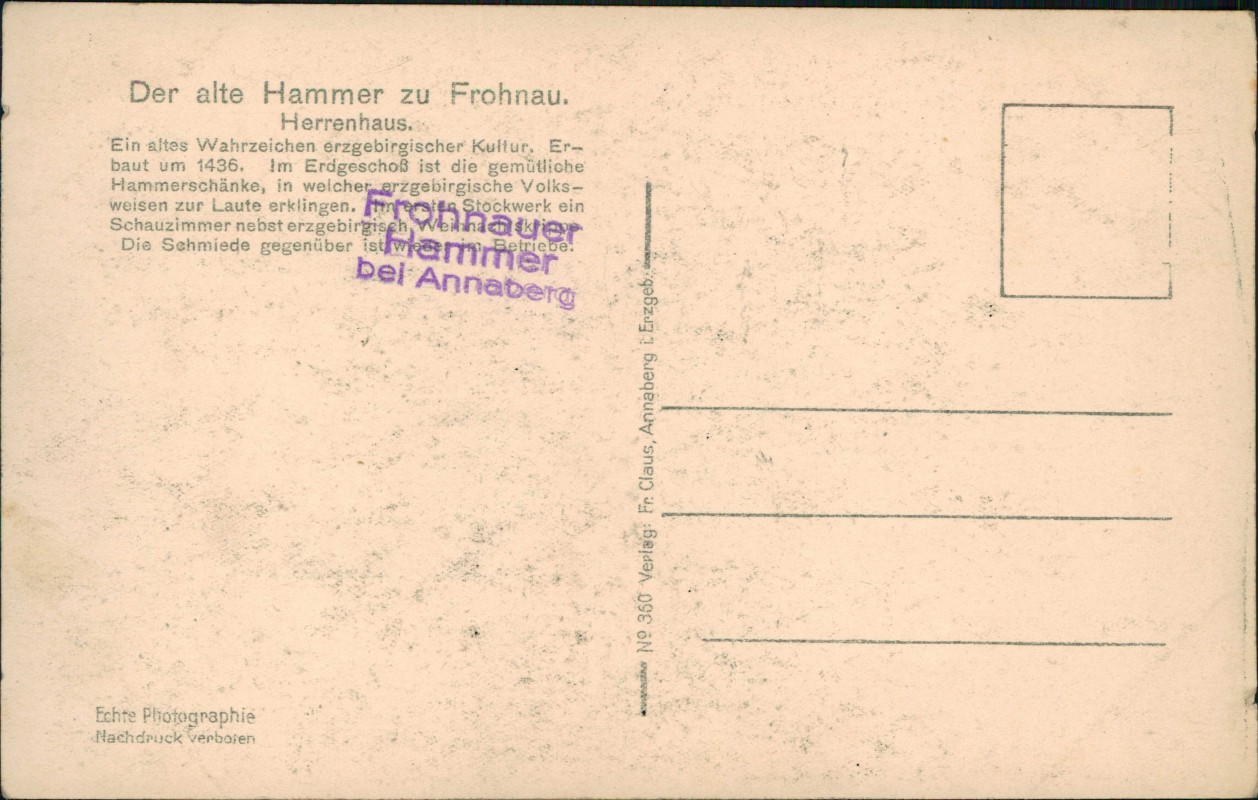 Der alte Hammer zu Frohnau.
Herrenhaus.
Ein altes Wahrzeichen erzgebirgischer Kultur. Er-
baut um 1436. Im Erdgeschoß ist die gemütliche
Hammerschänke, in welcher erzgebirgische Volks-
weisen zur Laute erklingen. Im ersten Stockwerk ein
Schauzimmer nebst erzgebirgisch. Weihnachtskrippe
Die Schmiede gegenüber ist wieder im Betriebe.
Frohnauer
Hammer
bei Annaberg
Nº 360 Verlag: Fr. Claus, Annaberg i. Erzgeb.
Echte Photographie
Nachdruck verboten